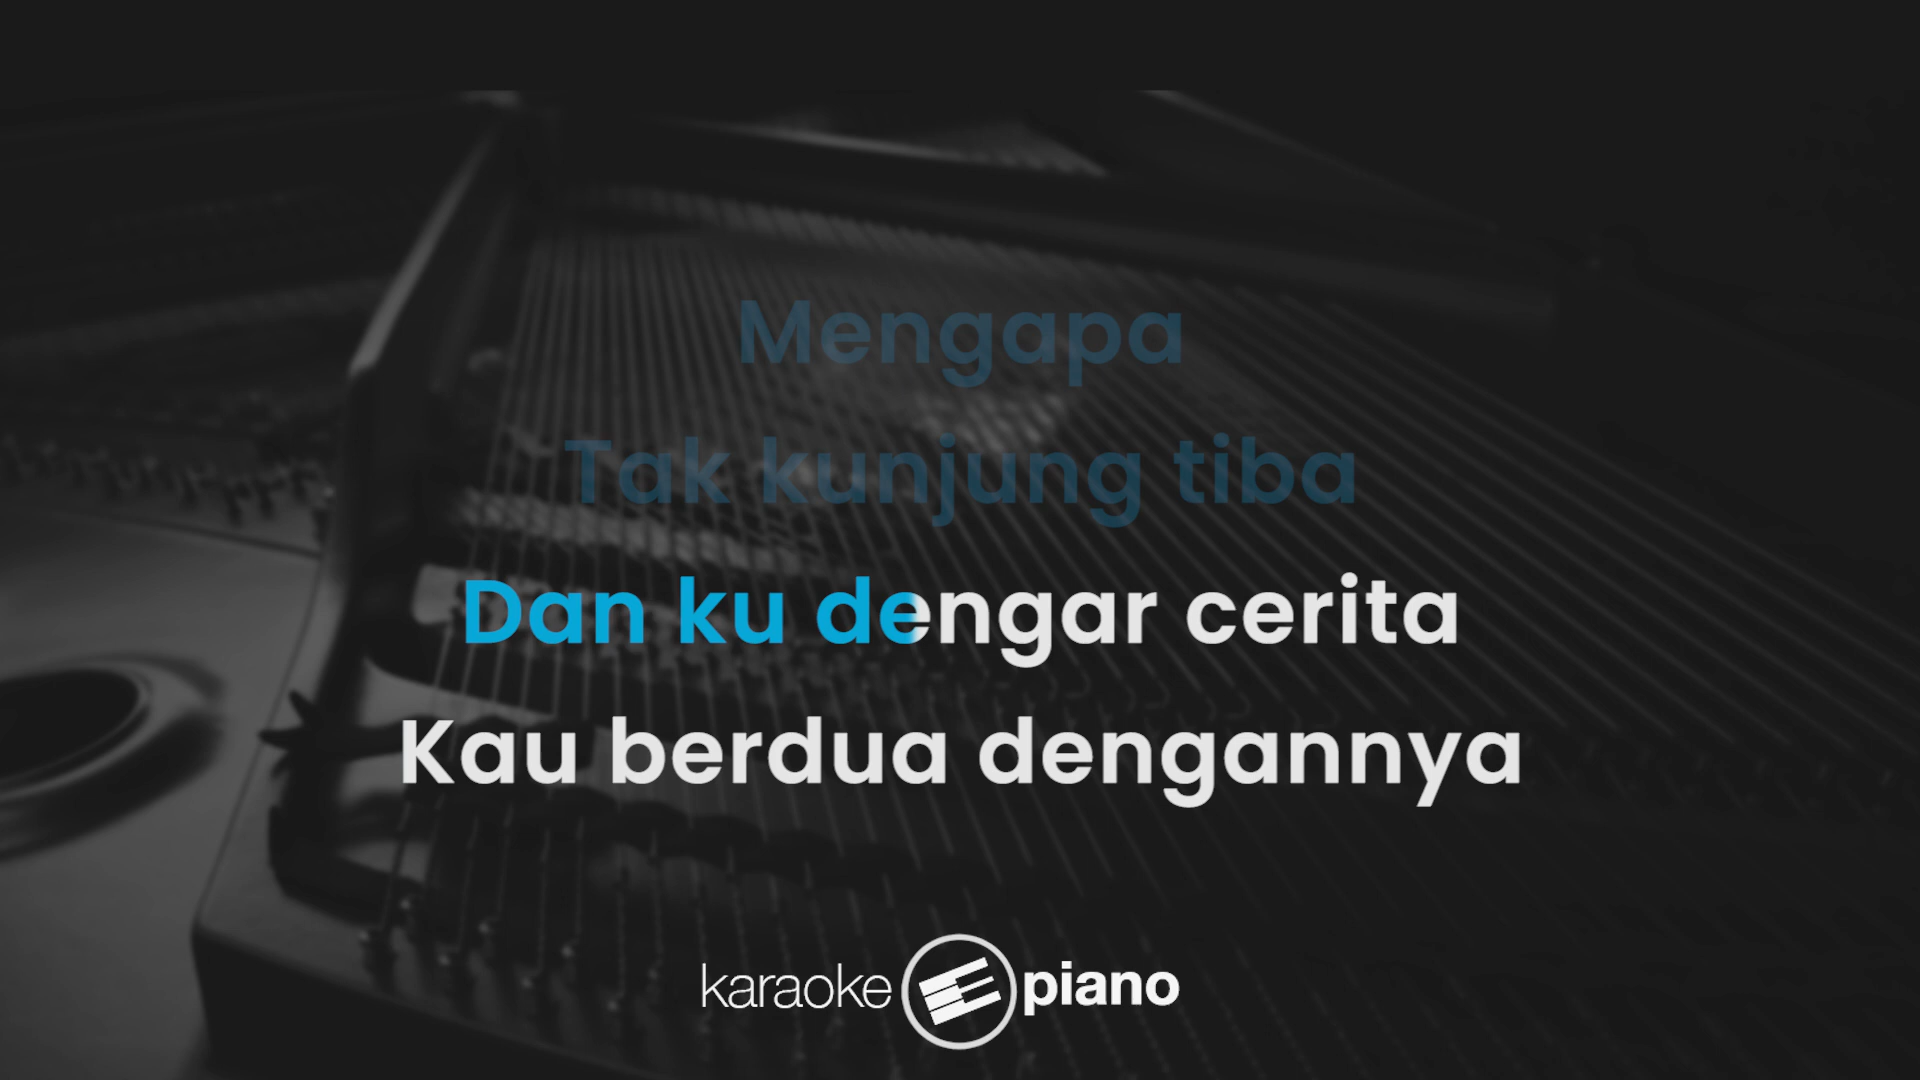 Mengapa
Tak kunjung tiba
Dan ku dengar cerita
Kau berdua dengannya
karaoke piano